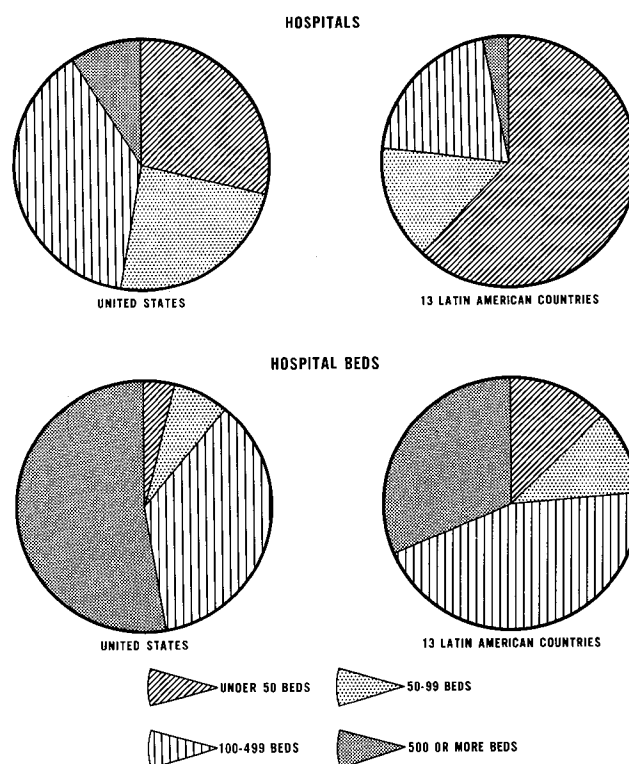 HOSPITALS
UNITED STATES
13 LATIN AMERICAN COUNTRIES
HOSPITAL BEDS
UNITED STATES
13 LATIN AMERICAN COUNTRIES
UNDER 50 BEDS
50-99 BEDS
100-499 BEDS
500 OR MORE BEDS